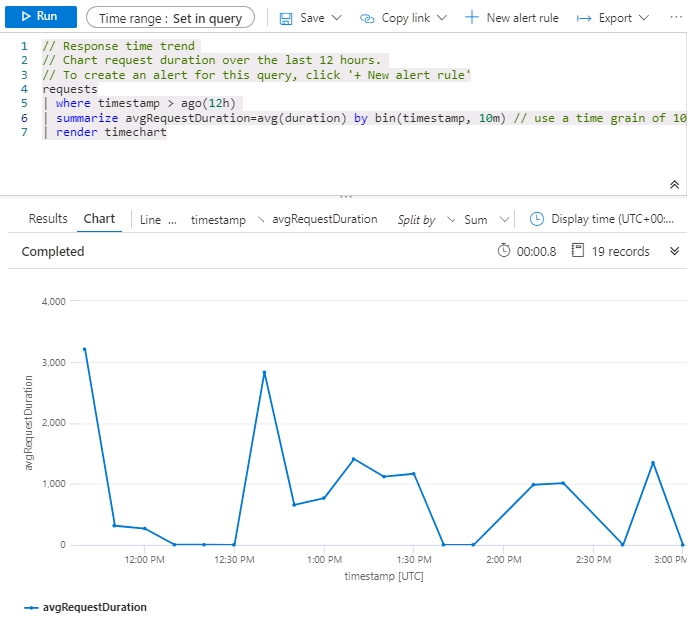 Run Time range : Set in query Save Copy link New alert rule Export ...
1 // Response time trend
2 // Chart request duration over the last 12 hours.
3 // To create an alert for this query, click '+ New alert rule'
4 requests
5 | where timestamp > ago(12h)
6 | summarize avgRequestDuration=avg(duration) by bin(timestamp, 10m) // use a time grain of 10
7 | render timechart
Results Chart Line ... timestamp avgRequestDuration Split by Sum Display time (UTC+00:...
Completed 00:00.8 19 records
4,000
3,000
2,000
1,000
0
avgRequestDuration
12:00 PM 12:30 PM 1:00 PM 1:30 PM 2:00 PM 2:30 PM 3:00 PM
timestamp [UTC]
avgRequestDuration